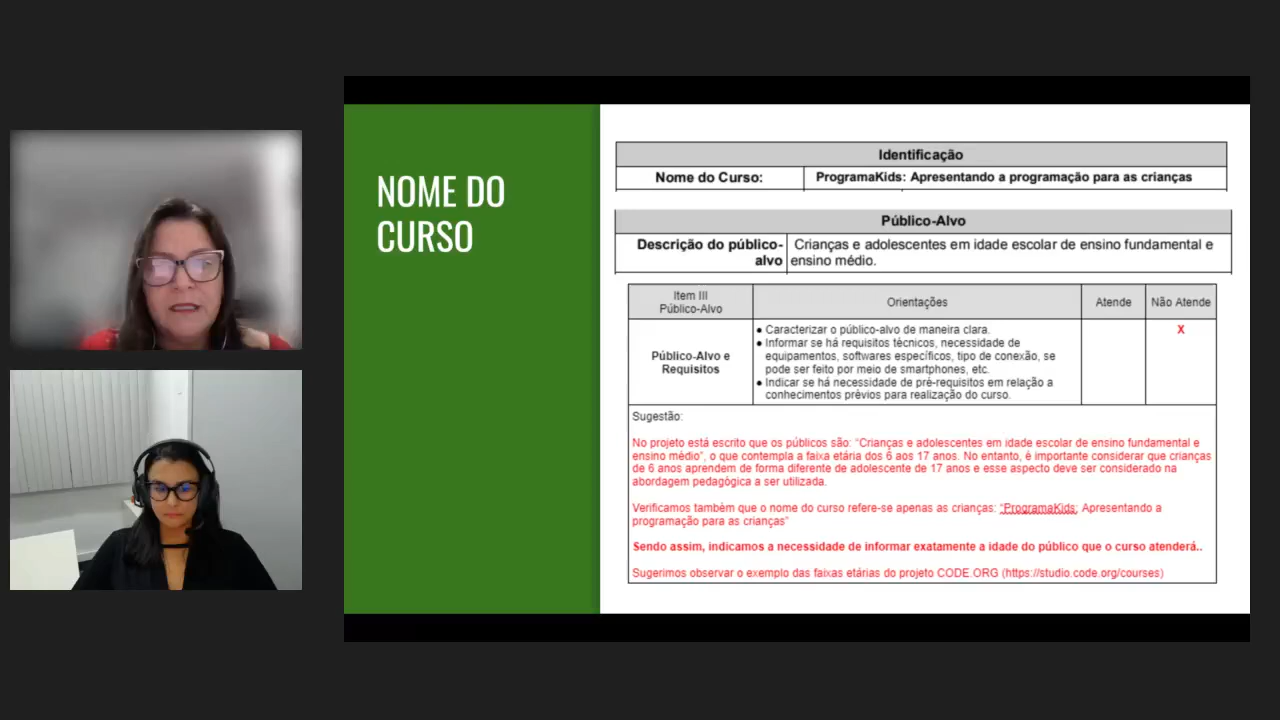 NOME DO
CURSO
Identificação
Nome do Curso:
ProgramaKids: Apresentando a programação para as crianças
Público-Alvo
Descrição do público-
alvo
Crianças e adolescentes em idade escolar de ensino fundamental e
ensino médio.
Item III
Público-Alvo
Orientações
Atende
Não Atende
Público-Alvo e
Requisitos
● Caracterizar o público-alvo de maneira clara.
● Informar se há requisitos técnicos, necessidade de
equipamentos, softwares específicos, tipo de conexão, se
pode ser feito por meio de smartphones, etc.
● Indicar se há necessidade de pré-requisitos em relação a
conhecimentos prévios para realização do curso.
X
Sugestão:
No projeto está escrito que os públicos são: “Crianças e adolescentes em idade escolar de ensino fundamental e
ensino médio”, o que contempla a faixa etária dos 6 aos 17 anos. No entanto, é importante considerar que crianças
de 6 anos aprendem de forma diferente de adolescente de 17 anos e esse aspecto deve ser considerado na
abordagem pedagógica a ser utilizada.
Verificamos também que o nome do curso refere-se apenas as crianças: “ProgramaKids: Apresentando a
programação para as crianças”
Sendo assim, indicamos a necessidade de informar exatamente a idade do público que o curso atenderá..
Sugerimos observar o exemplo das faixas etárias do projeto CODE.ORG (https://studio.code.org/courses)